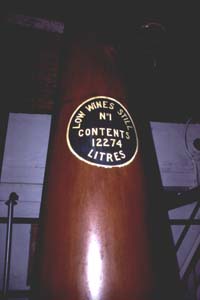 LOW WINES STILL
Nº1
CONTENTS
12274
LITRES